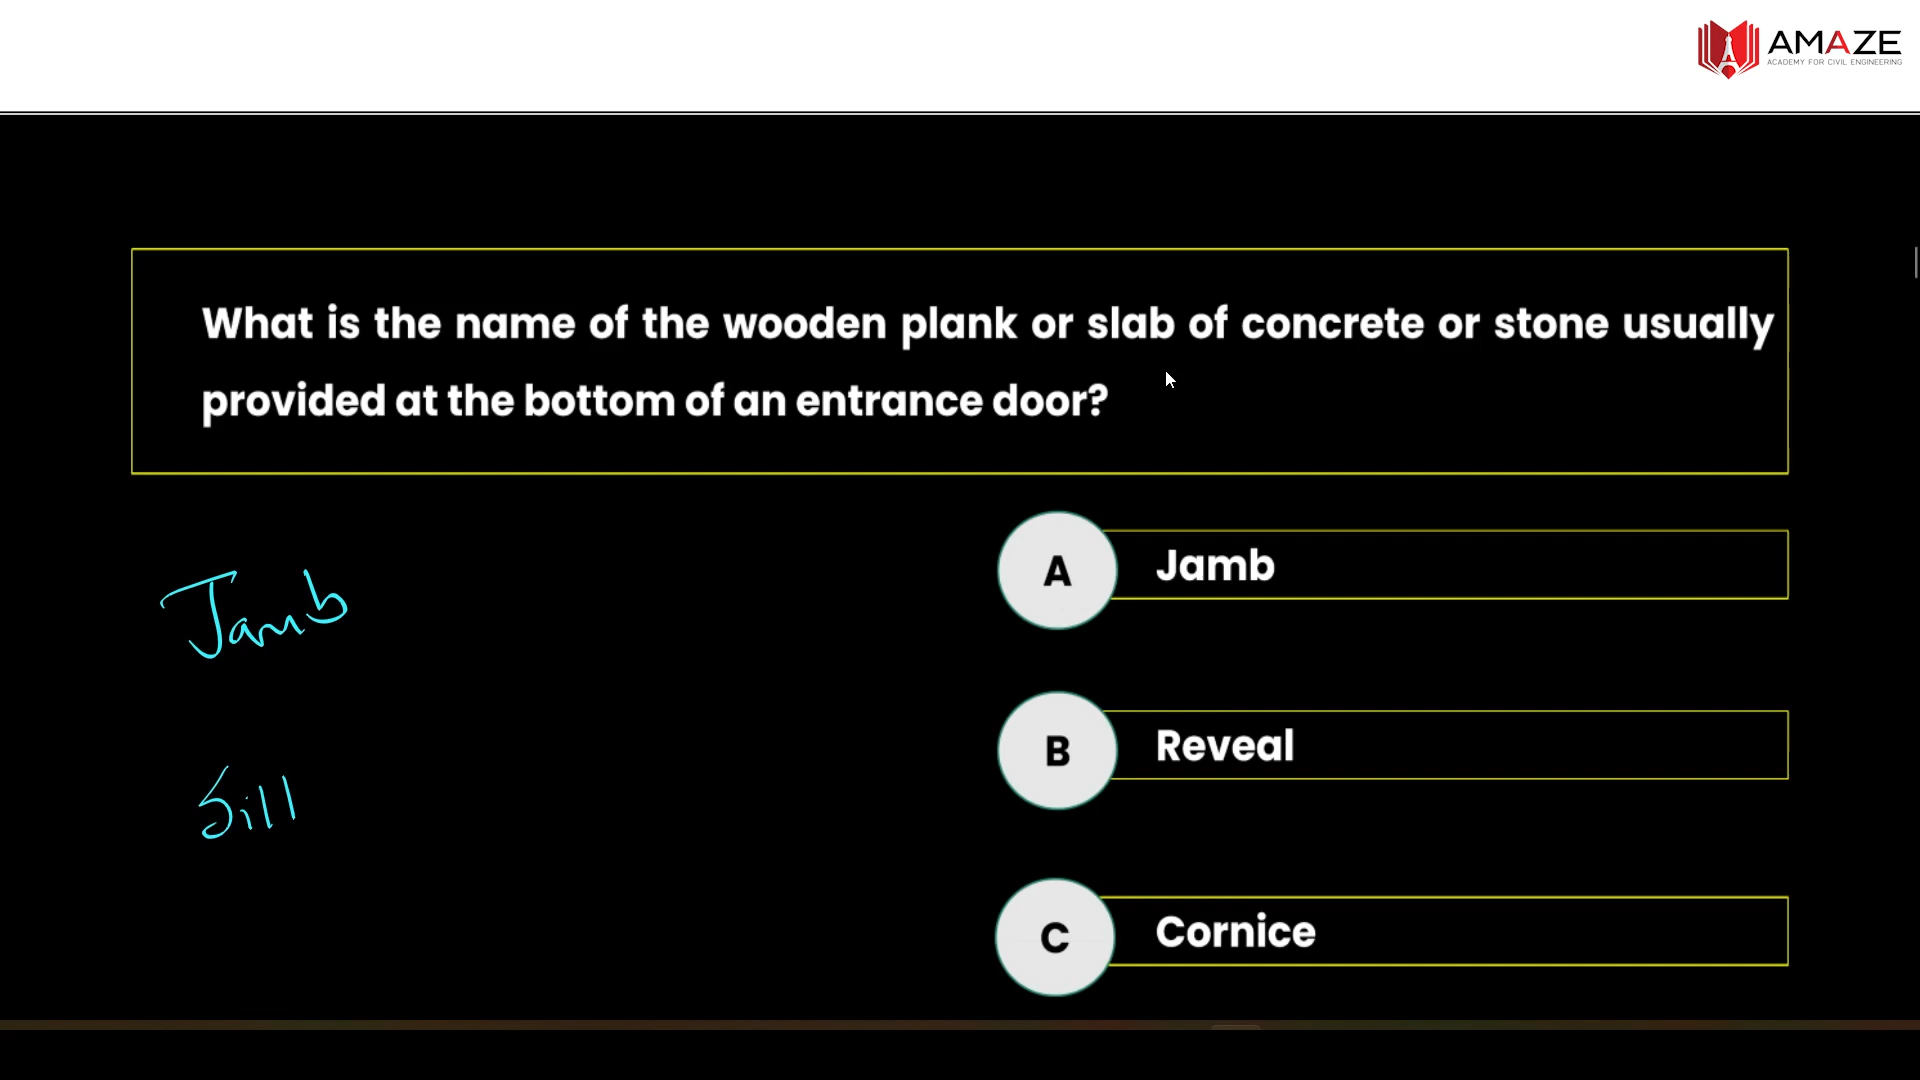 AMAZE
ACADEMY FOR CIVIL ENGINEERING
What is the name of the wooden plank or slab of concrete or stone usually
provided at the bottom of an entrance door?
Jamb
Sill
A Jamb
B Reveal
C Cornice